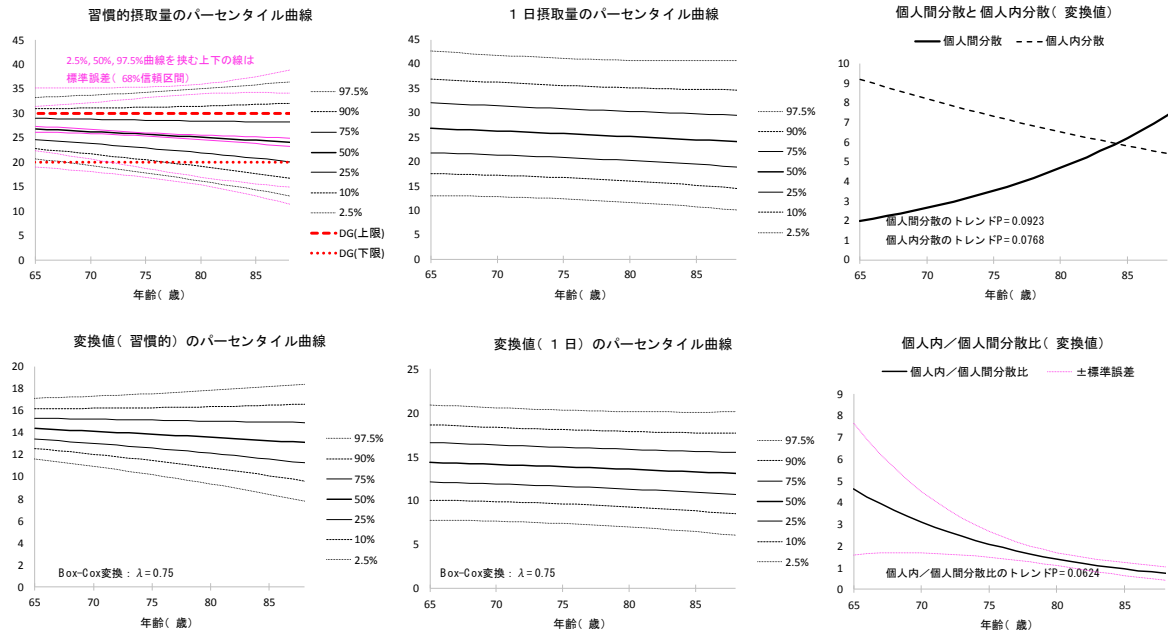 習慣的摂取量のパーセンタイル曲線
45
40
35
30
25
20
15
10
5
0
2.5%, 50%, 97.5%曲線を挟む上下の線は
標準誤差( 68%信頼区間)
97.5%
90%
75%
50%
25%
10%
2.5%
DG(上限)
DG(下限)
65 70 75 80 85
年齢( 歳)
1 日摂取量のパーセンタイル曲線
45
40
35
30
25
20
15
10
5
0
97.5%
90%
75%
50%
25%
10%
2.5%
65 70 75 80 85
年齢( 歳)
個人間分散と個人内分散( 変換値)
個人間分散 個人内分散
10
9
8
7
6
5
4
3
2
1
0
個人間分散のトレンドP=0.0923
個人内分散のトレンドP=0.0768
65 70 75 80 85
年齢( 歳)
変換値( 習慣的) のパーセンタイル曲線
20
18
16
14
12
10
8
6
4
2
0
97.5%
90%
75%
50%
25%
10%
2.5%
Box-Cox変換: λ=0.75
65 70 75 80 85
年齢( 歳)
変換値( 1 日) のパーセンタイル曲線
25
20
15
10
5
0
97.5%
90%
75%
50%
25%
10%
2.5%
Box-Cox変換: λ=0.75
65 70 75 80 85
年齢( 歳)
個人内／個人間分散比( 変換値)
個人内／個人間分散比 ±標準誤差
9
8
7
6
5
4
3
2
1
0
個人内／個人間分散比のトレンドP=0.0624
65 70 75 80 85
年齢( 歳)